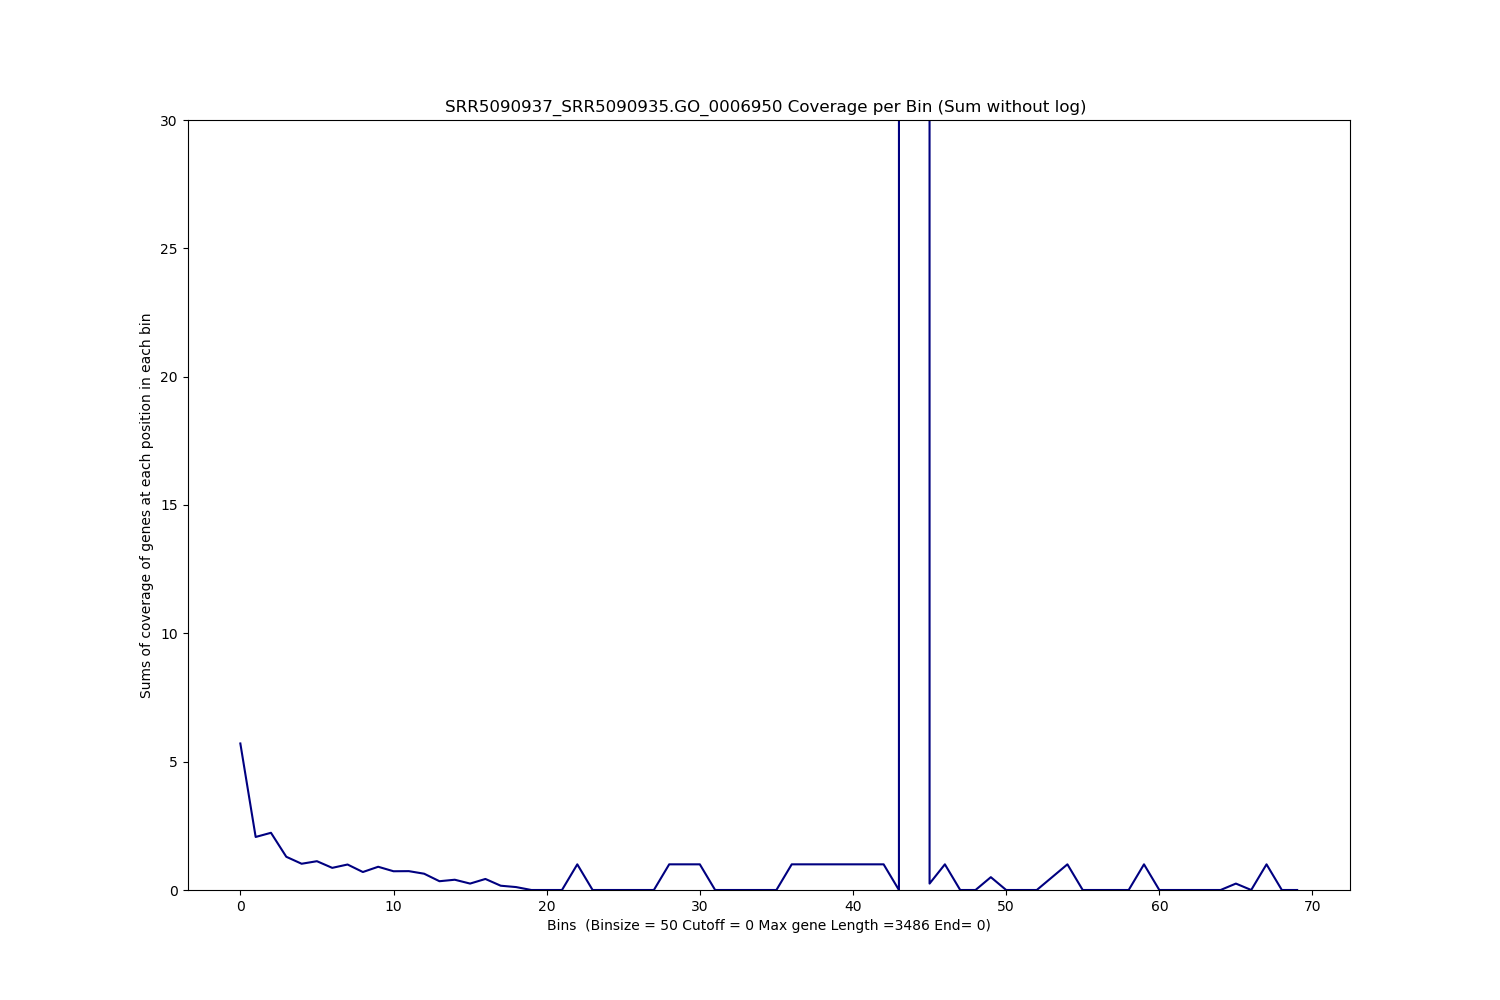 SRR5090937_SRR5090935.GO_0006950 Coverage per Bin (Sum without log)
30
25
20
15
10
5
0
Sums of coverage of genes at each position in each bin
0 10 20 30 40 50 60 70
Bins  (Binsize = 50 Cutoff = 0 Max gene Length =3486 End= 0)